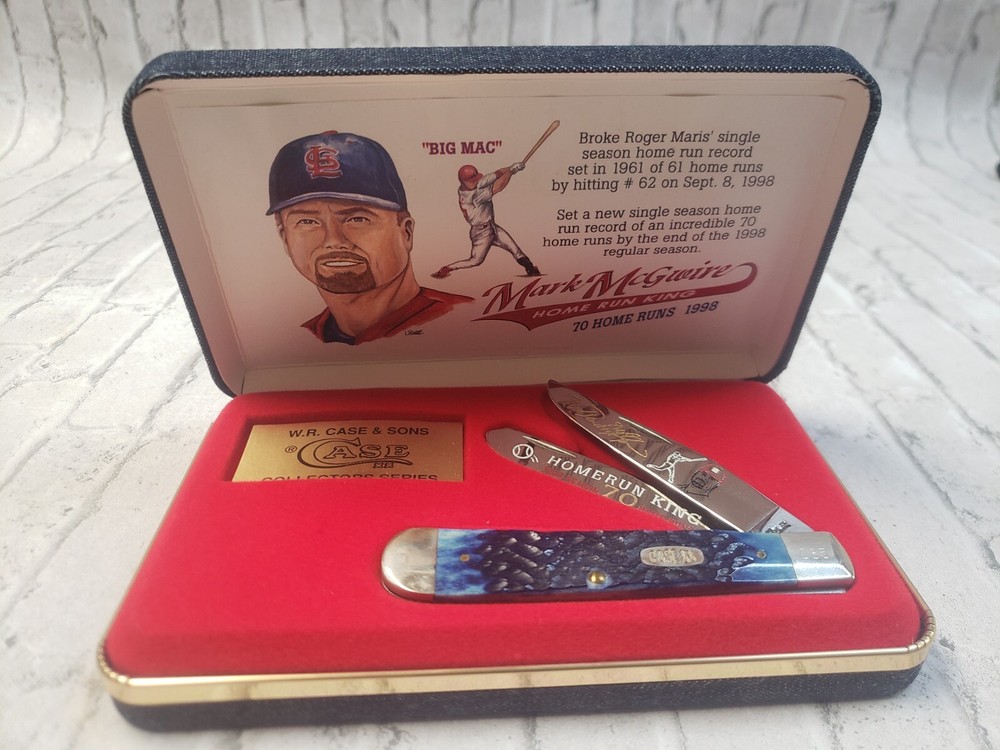 "BIG MAC"
Broke Roger Maris' single
season home run record
set in 1961 of 61 home runs
by hitting # 62 on Sept. 8, 1998
Set a new single season home
run record of an incredible 70
home runs by the end of the 1998
regular season.
Mark McGwire
HOME RUN KING
70 HOME RUNS 1998
W.R. CASE & SONS
® CASE
XX
COLLECTORS SERIES
HOMERUN KING
70